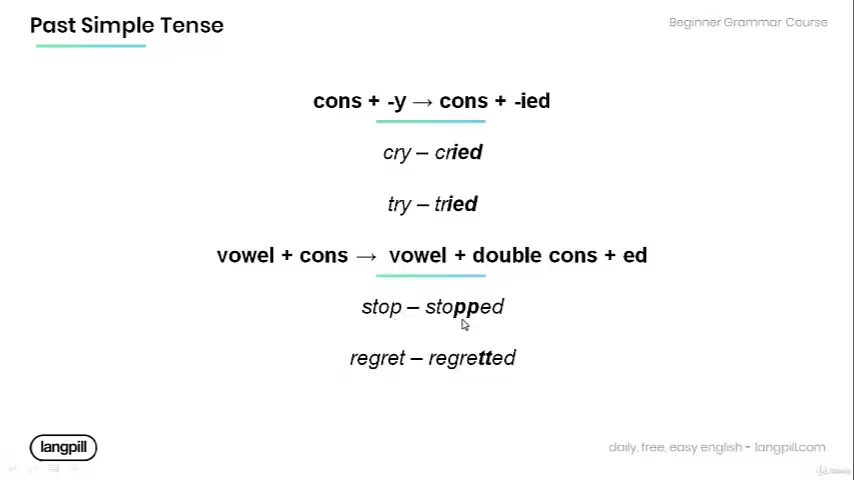 Past Simple Tense
Beginner Grammar Course
cons + -y → cons + -ied
cry – cried
try – tried
vowel + cons → vowel + double cons + ed
stop – stopped
regret – regretted
langpill
daily, free, easy english - langpill.com
Udemy